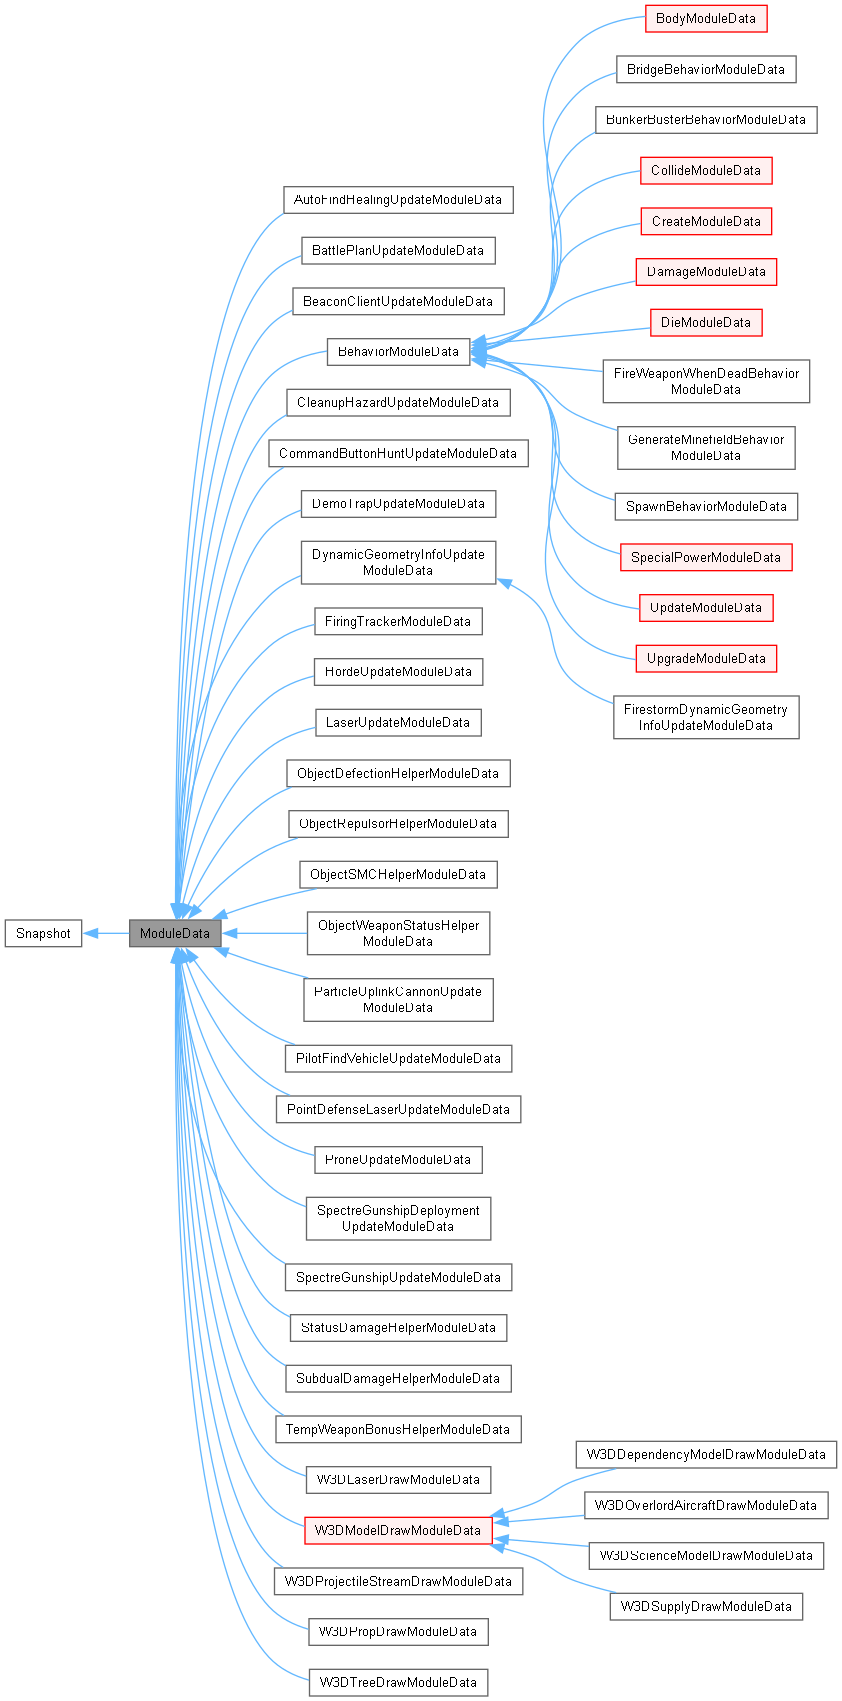 BodyModuleData
BridgeBehaviorModuleData
BunkerBusterBehaviorModuleData
CollideModuleData
CreateModuleData
DamageModuleData
DieModuleData
FireWeaponWhenDeadBehavior
ModuleData
GenerateMinefieldBehavior
ModuleData
SpawnBehaviorModuleData
SpecialPowerModuleData
UpdateModuleData
UpgradeModuleData
FirestormDynamicGeometry
InfoUpdateModuleData
AutoFindHealingUpdateModuleData
BattlePlanUpdateModuleData
BeaconClientUpdateModuleData
BehaviorModuleData
CleanupHazardUpdateModuleData
CommandButtonHuntUpdateModuleData
DemoTrapUpdateModuleData
DynamicGeometryInfoUpdate
ModuleData
FiringTrackerModuleData
HordeUpdateModuleData
LaserUpdateModuleData
ObjectDefectionHelperModuleData
ObjectRepulsorHelperModuleData
ObjectSMCHelperModuleData
ObjectWeaponStatusHelper
ModuleData
Snapshot
ModuleData
ParticleUplinkCannonUpdate
ModuleData
PilotFindVehicleUpdateModuleData
PointDefenseLaserUpdateModuleData
ProneUpdateModuleData
SpectreGunshipDeployment
UpdateModuleData
SpectreGunshipUpdateModuleData
StatusDamageHelperModuleData
SubdualDamageHelperModuleData
TempWeaponBonusHelperModuleData
W3DLaserDrawModuleData
W3DModelDrawModuleData
W3DProjectileStreamDrawModuleData
W3DPropDrawModuleData
W3DTreeDrawModuleData
W3DDependencyModelDrawModuleData
W3DOverlordAircraftDrawModuleData
W3DScienceModelDrawModuleData
W3DSupplyDrawModuleData